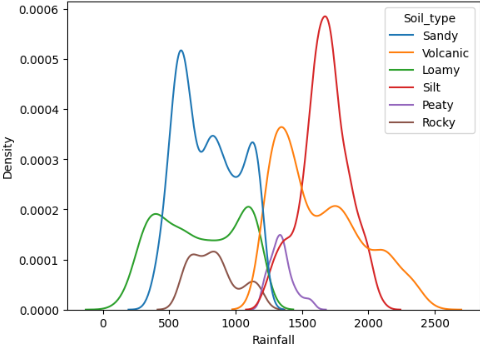 0.0006
0.0005
0.0004
0.0003
0.0002
0.0001
0.0000
Density
Soil_type
Sandy
Volcanic
Loamy
Silt
Peaty
Rocky
0 500 1000 1500 2000 2500
Rainfall